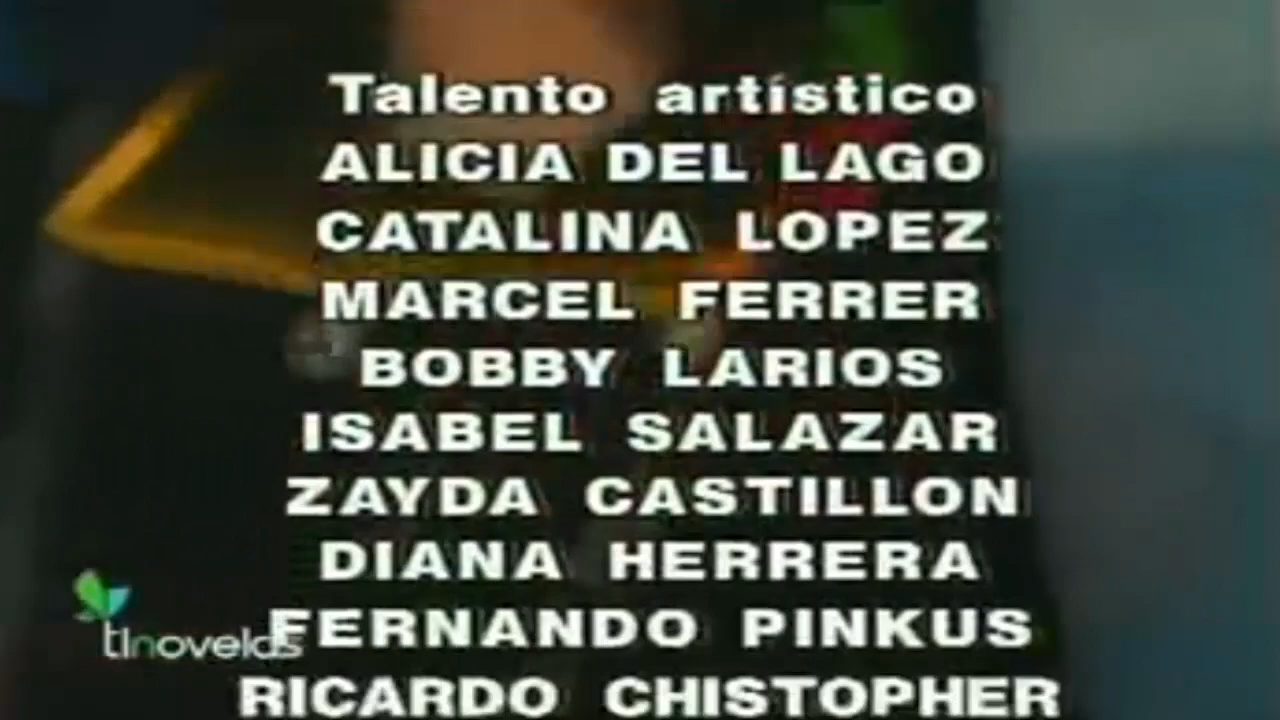 Talento artístico
ALICIA DEL LAGO
CATALINA LOPEZ
MARCEL FERRER
BOBBY LARIOS
ISABEL SALAZAR
ZAYDA CASTILLON
DIANA HERRERA
FERNANDO PINKUS
tlnovelas
RICARDO CHISTOPHER